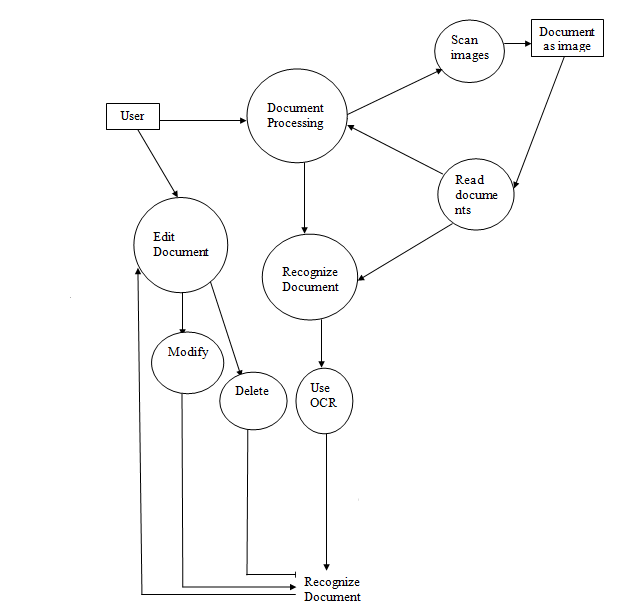 Scan
images
Document
as image
User
Document
Processing
Read
docume
nts
Edit
Document
Recognize
Document
Modify
Delete
Use
OCR
Recognize
Document